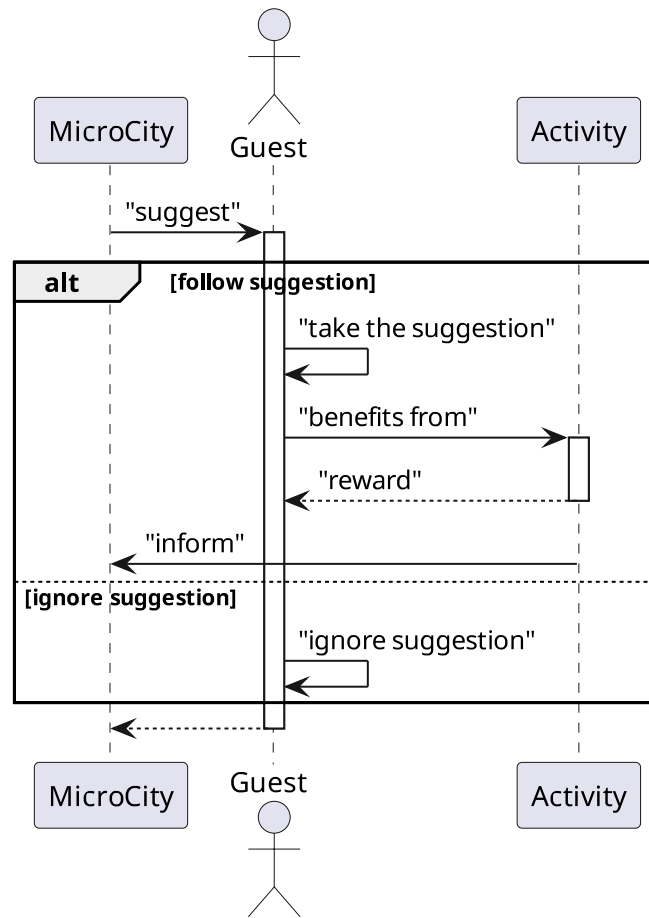 Guest
MicroCity
Activity
"suggest"
alt
[follow suggestion]
"take the suggestion"
"benefits from"
"reward"
"inform"
[ignore suggestion]
"ignore suggestion"
MicroCity
Guest
Activity